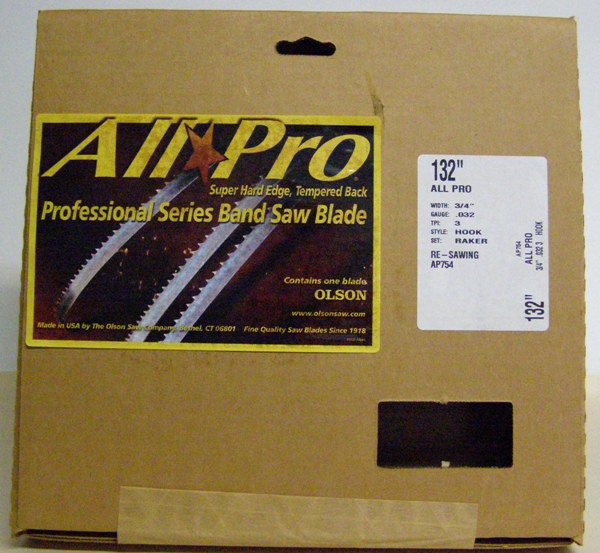 All Pro
Super Hard Edge, Tempered Back
Professional Series Band Saw Blade
Contains one blade
OLSON
www.olsonsaw.com
Made in USA by The Olson Saw Company, Bethel, CT 06801 Fine Quality Saw Blades Since 1918
132"
ALL PRO
WIDTH: 3/4"
GAUGE: .032
TPI: 3
STYLE: HOOK
SET: RAKER
RE-SAWING
AP754
132"
AP754
ALL PRO
3/4" .032 3 HOOK